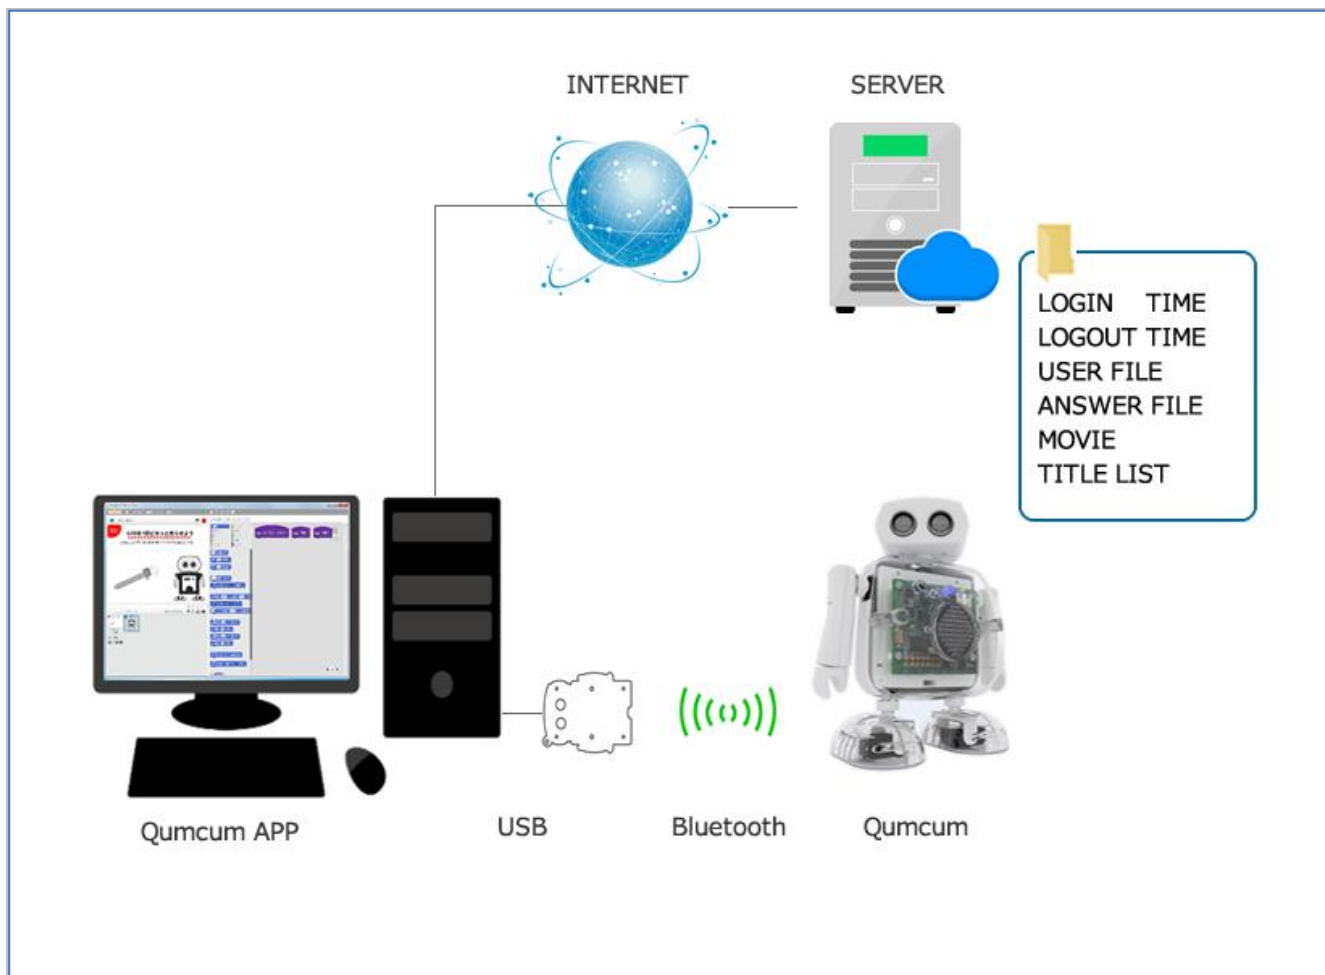 INTERNET
SERVER
LOGIN TIME
LOGOUT TIME
USER FILE
ANSWER FILE
MOVIE
TITLE LIST
Qumcum APP
USB
Bluetooth
Qumcum